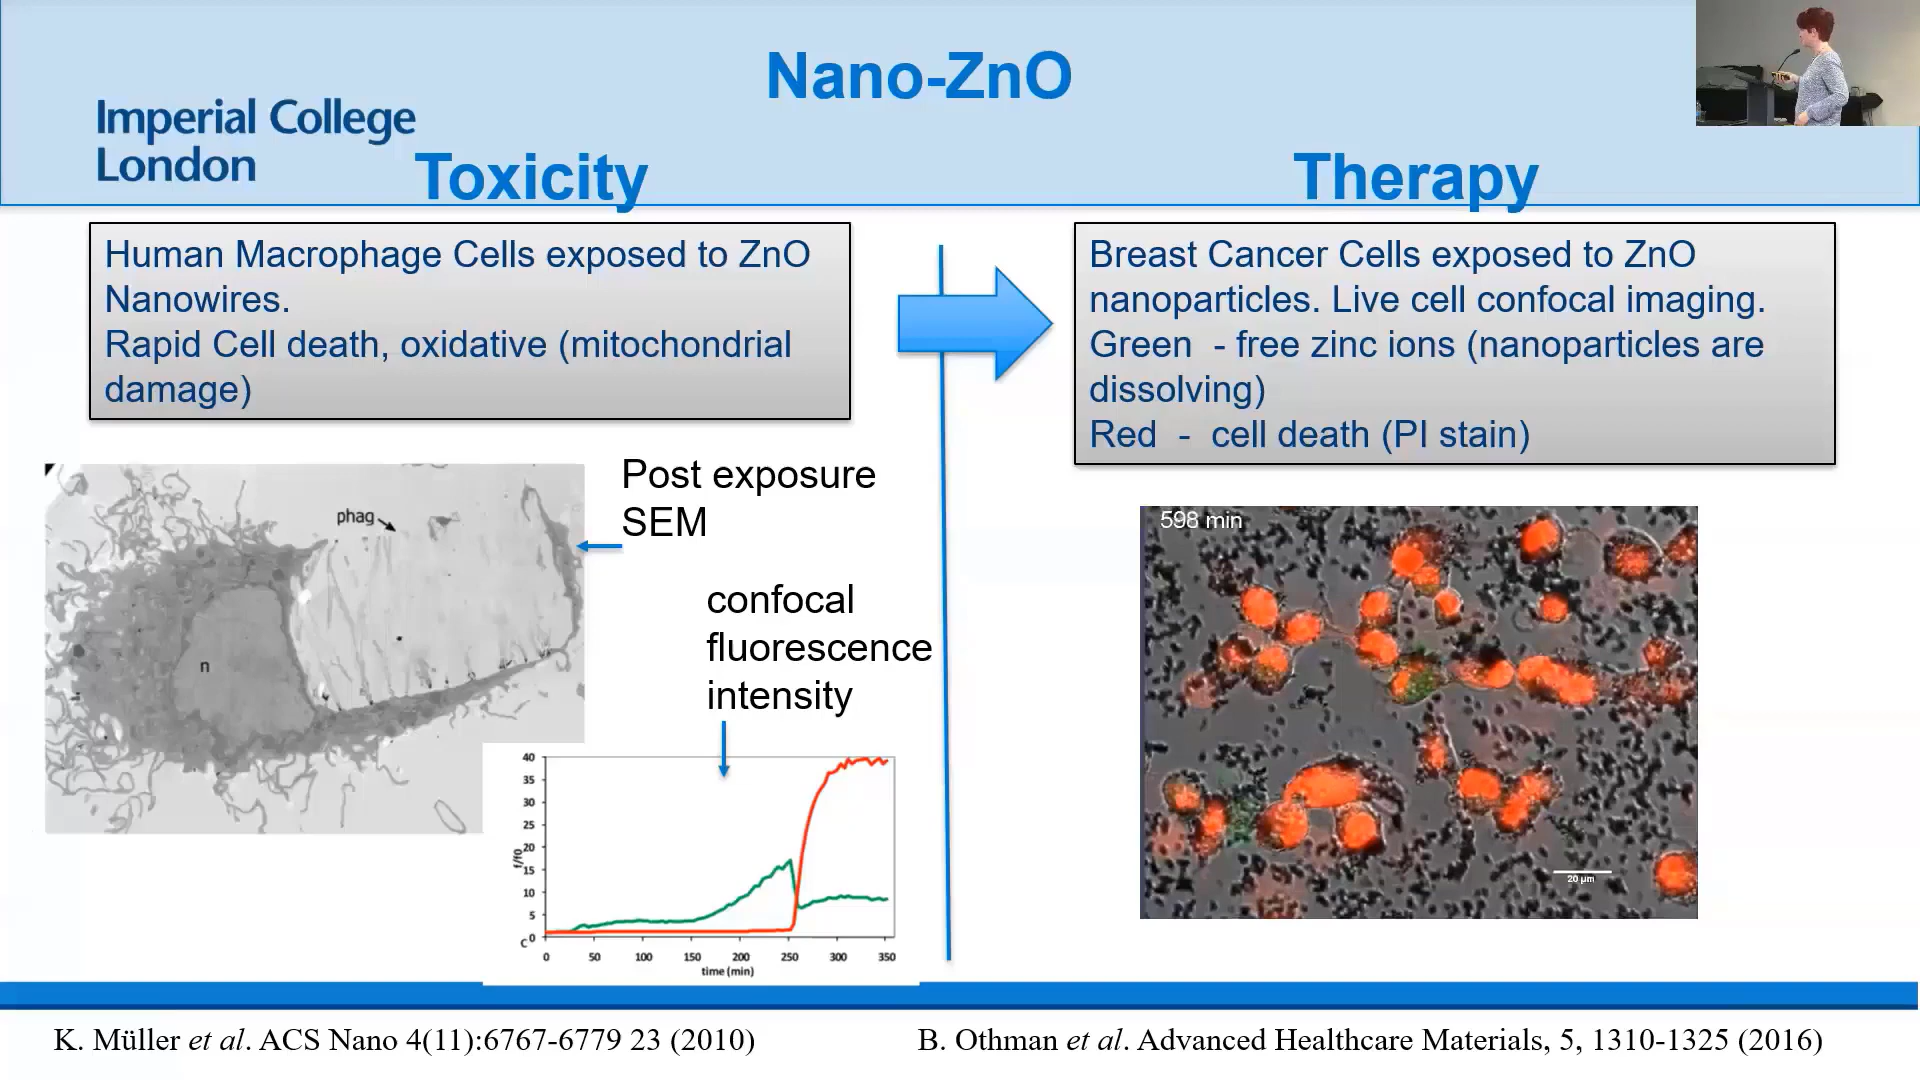 Nano-ZnO
Imperial College
London
Toxicity
Therapy
Human Macrophage Cells exposed to ZnO
Nanowires.
Rapid Cell death, oxidative (mitochondrial
damage)
Breast Cancer Cells exposed to ZnO
nanoparticles. Live cell confocal imaging.
Green - free zinc ions (nanoparticles are
dissolving)
Red - cell death (PI stain)
phag
n
Post exposure
SEM
confocal
fluorescence
intensity
40
35
30
25
20
15
10
5
0
f/f0
C
0 50 100 150 200 250 300 350
time (min)
598 min
20 µm
K. Müller et al. ACS Nano 4(11):6767-6779 23 (2010)
B. Othman et al. Advanced Healthcare Materials, 5, 1310-1325 (2016)